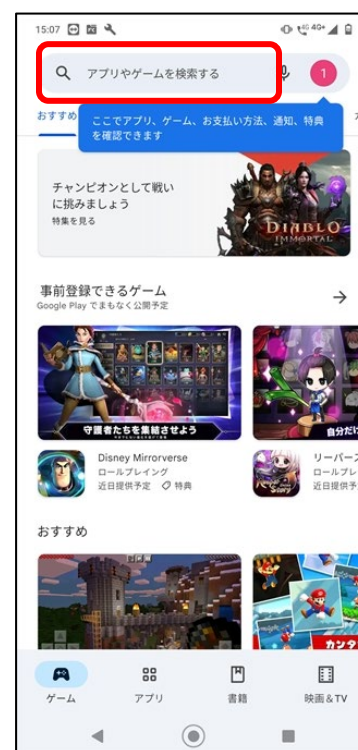 15:07
4G 4G+
アプリやゲームを検索する
1
おすすめ
ここでアプリ、ゲーム、お支払い方法、通知、特典
を確認できます
チャンピオンとして戦い
に挑みましょう
特集を見る
DIABLO
IMMORTAL
事前登録できるゲーム
Google Play でまもなく公開予定
守護者たちを集結させよう
自分だけ
Disney Mirrorverse
ロールプレイング
近日提供予定 特典
リーパース
ロールプレ
近日提供予
おすすめ
カンタ
ゲーム
アプリ
書籍
映画&TV